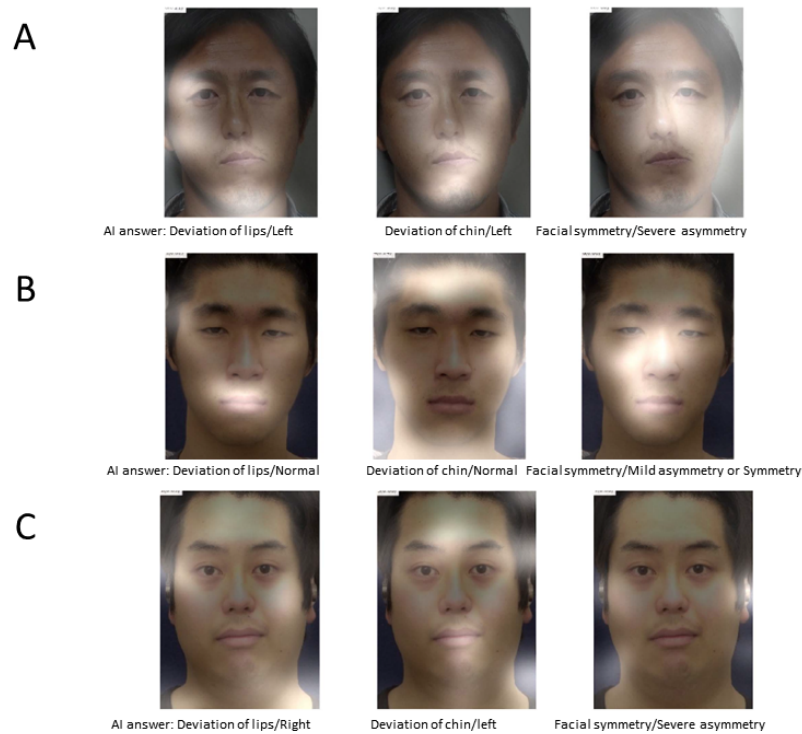 A
AI answer: Deviation of lips/Left
Deviation of chin/Left
Facial symmetry/Severe asymmetry
B
AI answer: Deviation of lips/Normal
Deviation of chin/Normal
Facial symmetry/Mild asymmetry or Symmetry
C
AI answer: Deviation of lips/Right
Deviation of chin/left
Facial symmetry/Severe asymmetry